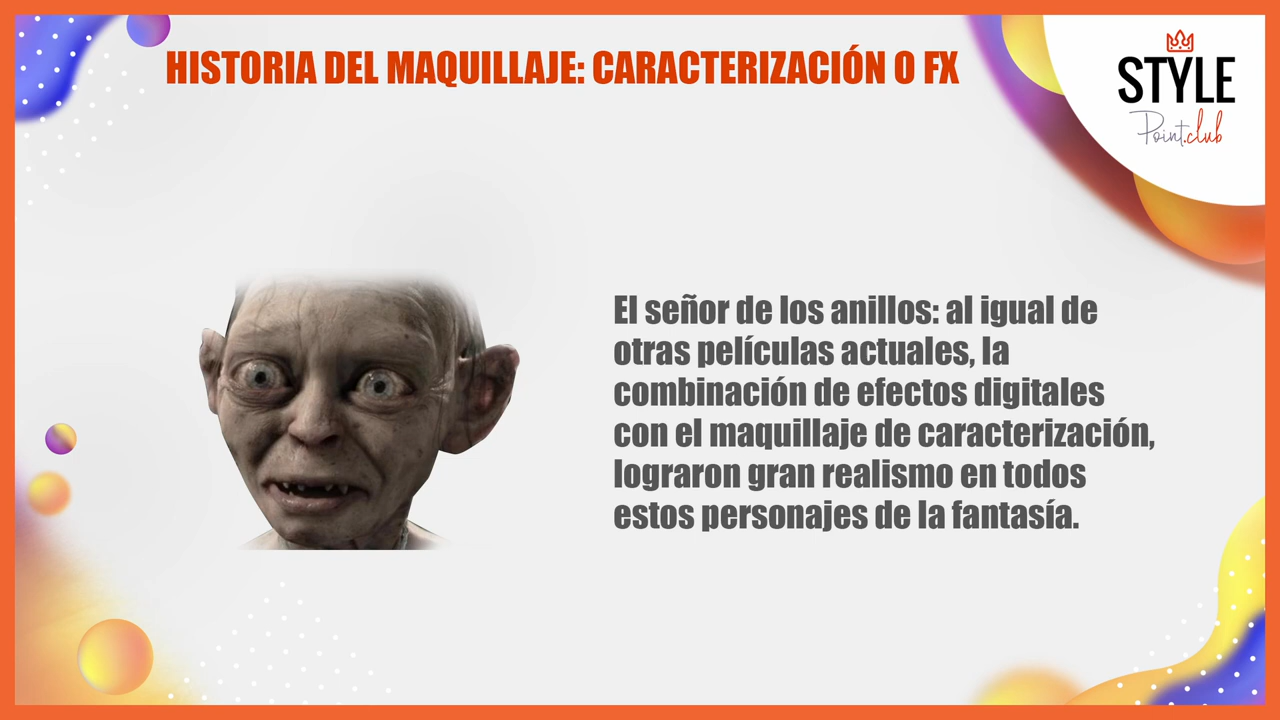 HISTORIA DEL MAQUILLAJE: CARACTERIZACIÓN O FX
STYLE
Point.club
El señor de los anillos: al igual de
otras películas actuales, la
combinación de efectos digitales
con el maquillaje de caracterización,
lograron gran realismo en todos
estos personajes de la fantasía.